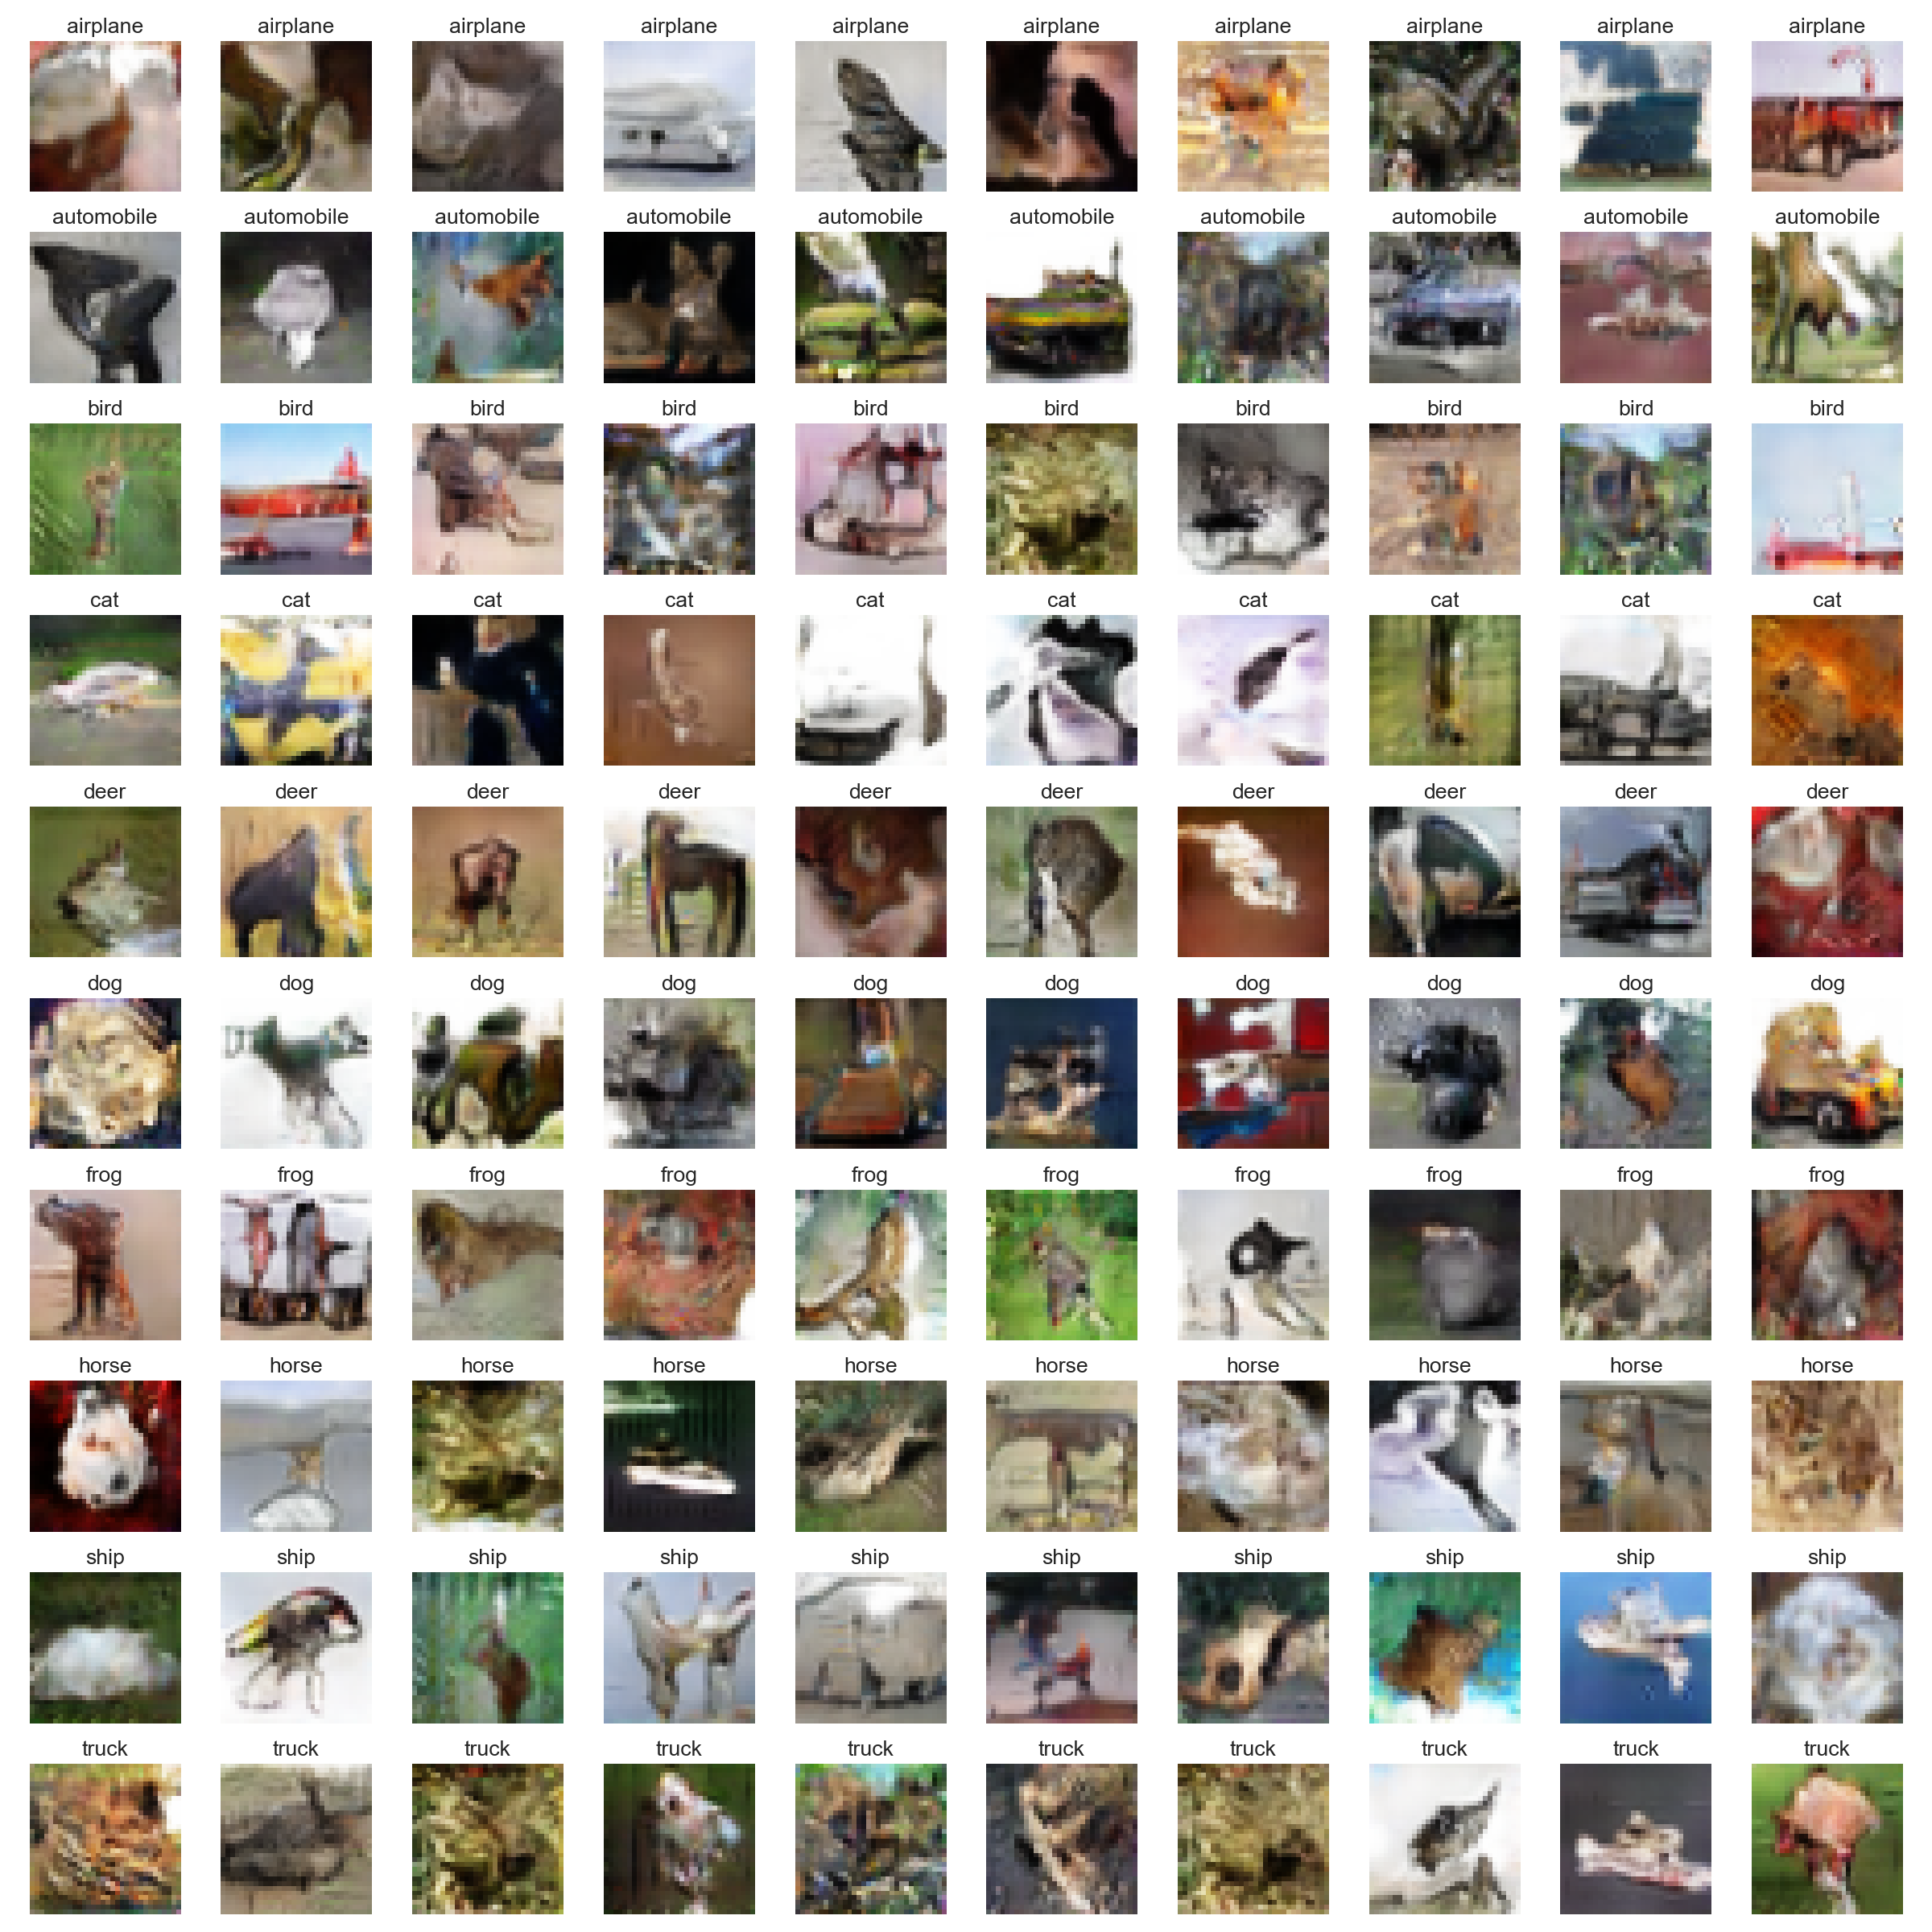 airplane airplane airplane airplane airplane airplane airplane airplane airplane airplane
automobile automobile automobile automobile automobile automobile automobile automobile automobile automobile
bird bird bird bird bird bird bird bird bird bird
cat cat cat cat cat cat cat cat cat cat
deer deer deer deer deer deer deer deer deer deer
dog dog dog dog dog dog dog dog dog dog
frog frog frog frog frog frog frog frog frog frog
horse horse horse horse horse horse horse horse horse horse
ship ship ship ship ship ship ship ship ship ship
truck truck truck truck truck truck truck truck truck truck